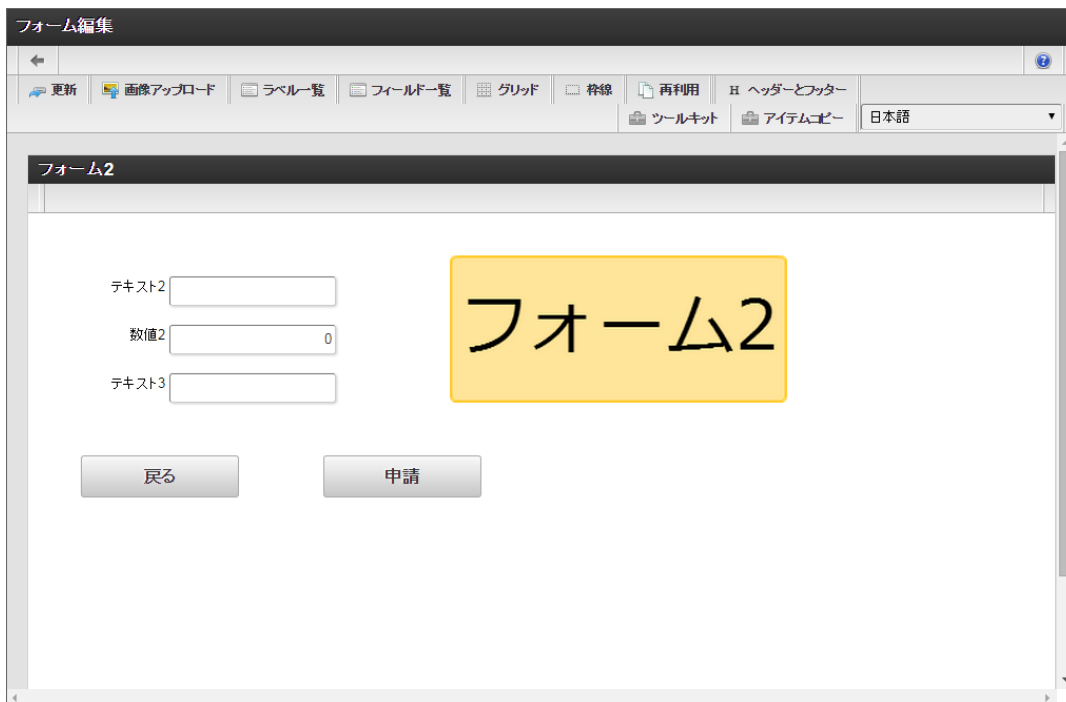 フォーム編集
更新 画像アップロード ラベル一覧 フィールド一覧 グリッド 枠線 再利用 H ヘッダーとフッター
ツールキット アイテムコピー 日本語
フォーム2
テキスト2
数値2 0
テキスト3
フォーム2
戻る 申請